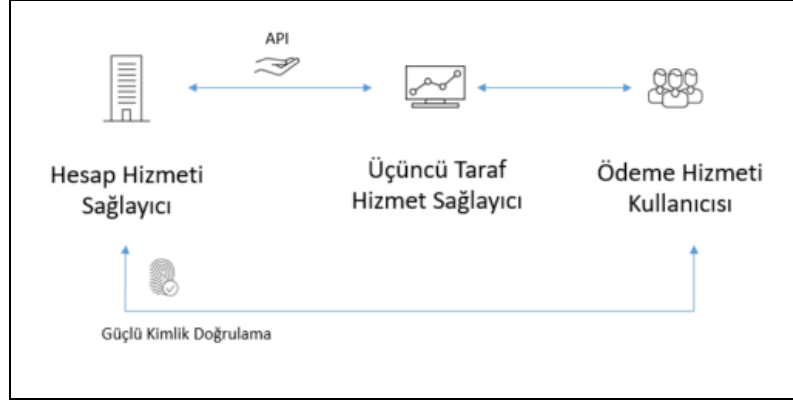 API
Hesap Hizmeti
Sağlayıcı
Üçüncü Taraf
Hizmet Sağlayıcı
Ödeme Hizmeti
Kullanıcısı
Güçlü Kimlik Doğrulama